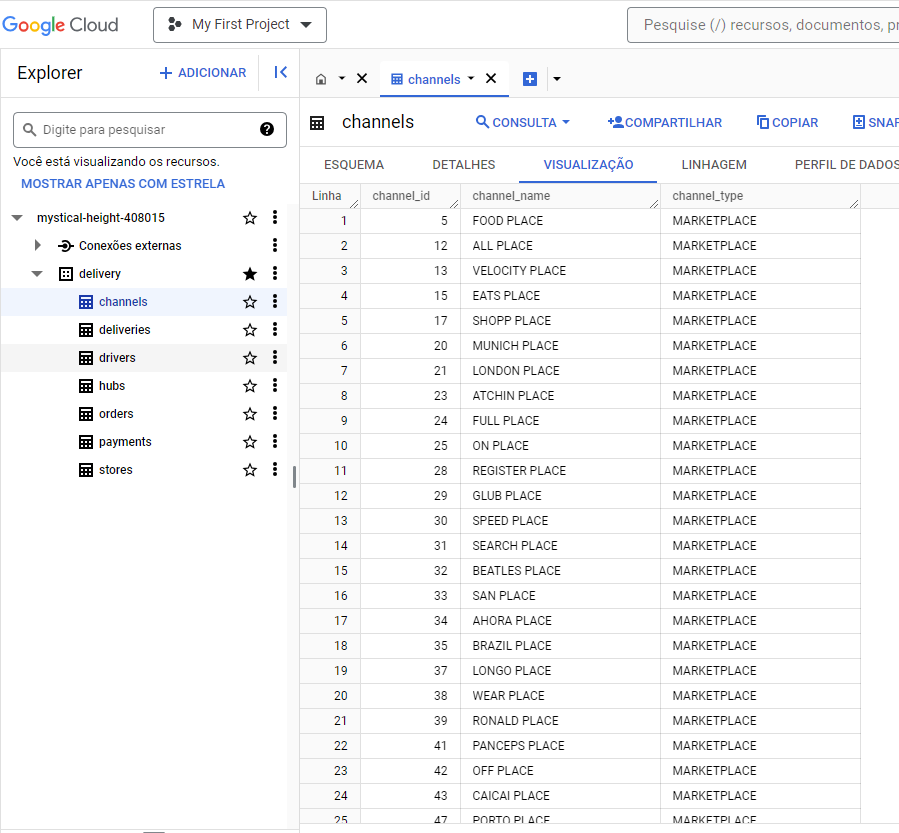 Google Cloud My First Project Pesquise (/) recursos, documentos, pr
Explorer
ADICIONAR
Digite para pesquisar
Você está visualizando os recursos.
MOSTRAR APENAS COM ESTRELA
mystical-height-408015
Conexões externas
delivery
channels
deliveries
drivers
hubs
orders
payments
stores
channels
channels CONSULTA COMPARTILHAR COPIAR SNAP
ESQUEMA DETALHES VISUALIZAÇÃO LINHAGEM PERFIL DE DADOS
Linha channel_id channel_name channel_type
1 5 FOOD PLACE MARKETPLACE
2 12 ALL PLACE MARKETPLACE
3 13 VELOCITY PLACE MARKETPLACE
4 15 EATS PLACE MARKETPLACE
5 17 SHOPP PLACE MARKETPLACE
6 20 MUNICH PLACE MARKETPLACE
7 21 LONDON PLACE MARKETPLACE
8 23 ATCHIN PLACE MARKETPLACE
9 24 FULL PLACE MARKETPLACE
10 25 ON PLACE MARKETPLACE
11 28 REGISTER PLACE MARKETPLACE
12 29 GLUB PLACE MARKETPLACE
13 30 SPEED PLACE MARKETPLACE
14 31 SEARCH PLACE MARKETPLACE
15 32 BEATLES PLACE MARKETPLACE
16 33 SAN PLACE MARKETPLACE
17 34 AHORA PLACE MARKETPLACE
18 35 BRAZIL PLACE MARKETPLACE
19 37 LONGO PLACE MARKETPLACE
20 38 WEAR PLACE MARKETPLACE
21 39 RONALD PLACE MARKETPLACE
22 41 PANCEPS PLACE MARKETPLACE
23 42 OFF PLACE MARKETPLACE
24 43 CAICAI PLACE MARKETPLACE
25 47 PORTO PLACE MARKETPLACE